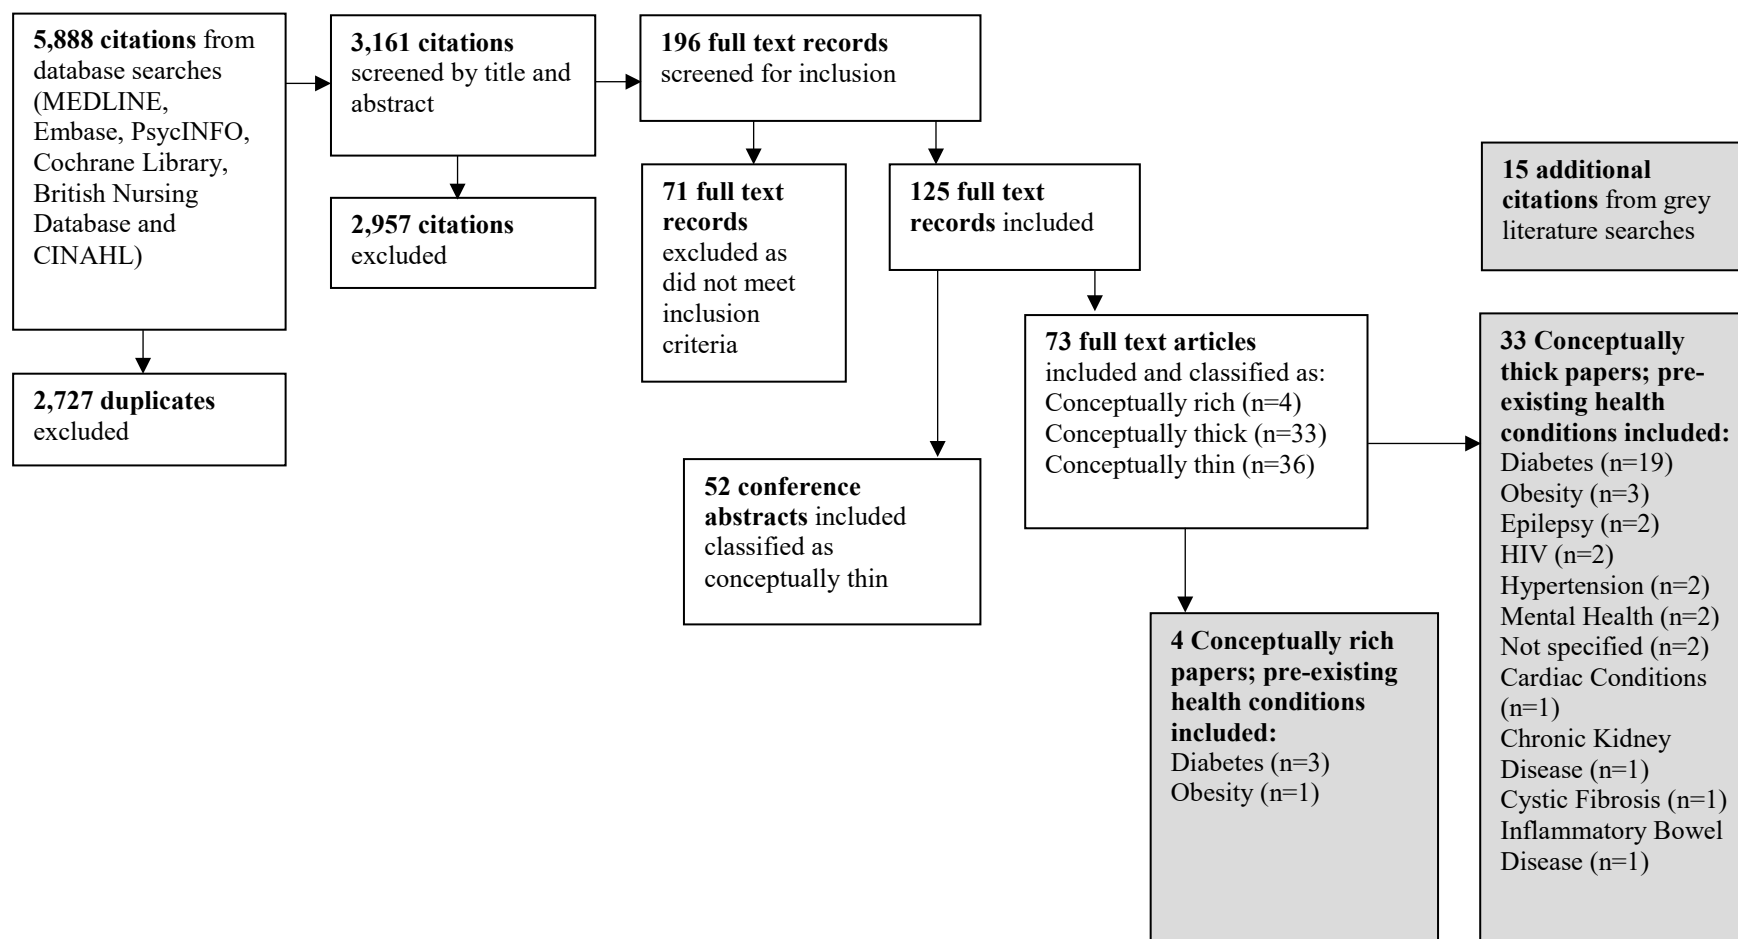 5,888 citations from
database searches
(MEDLINE,
Embase, PsycINFO,
Cochrane Library,
British Nursing
Database and
CINAHL)
2,727 duplicates
excluded
3,161 citations
screened by title and
abstract
2,957 citations
excluded
196 full text records
screened for inclusion
71 full text
records
excluded as
did not meet
inclusion
criteria
125 full text
records included
52 conference
abstracts included
classified as
conceptually thin
73 full text articles
included and classified as:
Conceptually rich (n=4)
Conceptually thick (n=33)
Conceptually thin (n=36)
4 Conceptually rich
papers; pre-existing
health conditions
included:
Diabetes (n=3)
Obesity (n=1)
15 additional
citations from grey
literature searches
33 Conceptually
thick papers; pre-
existing health
conditions included:
Diabetes (n=19)
Obesity (n=3)
Epilepsy (n=2)
HIV (n=2)
Hypertension (n=2)
Mental Health (n=2)
Not specified (n=2)
Cardiac Conditions
(n=1)
Chronic Kidney
Disease (n=1)
Cystic Fibrosis (n=1)
Inflammatory Bowel
Disease (n=1)